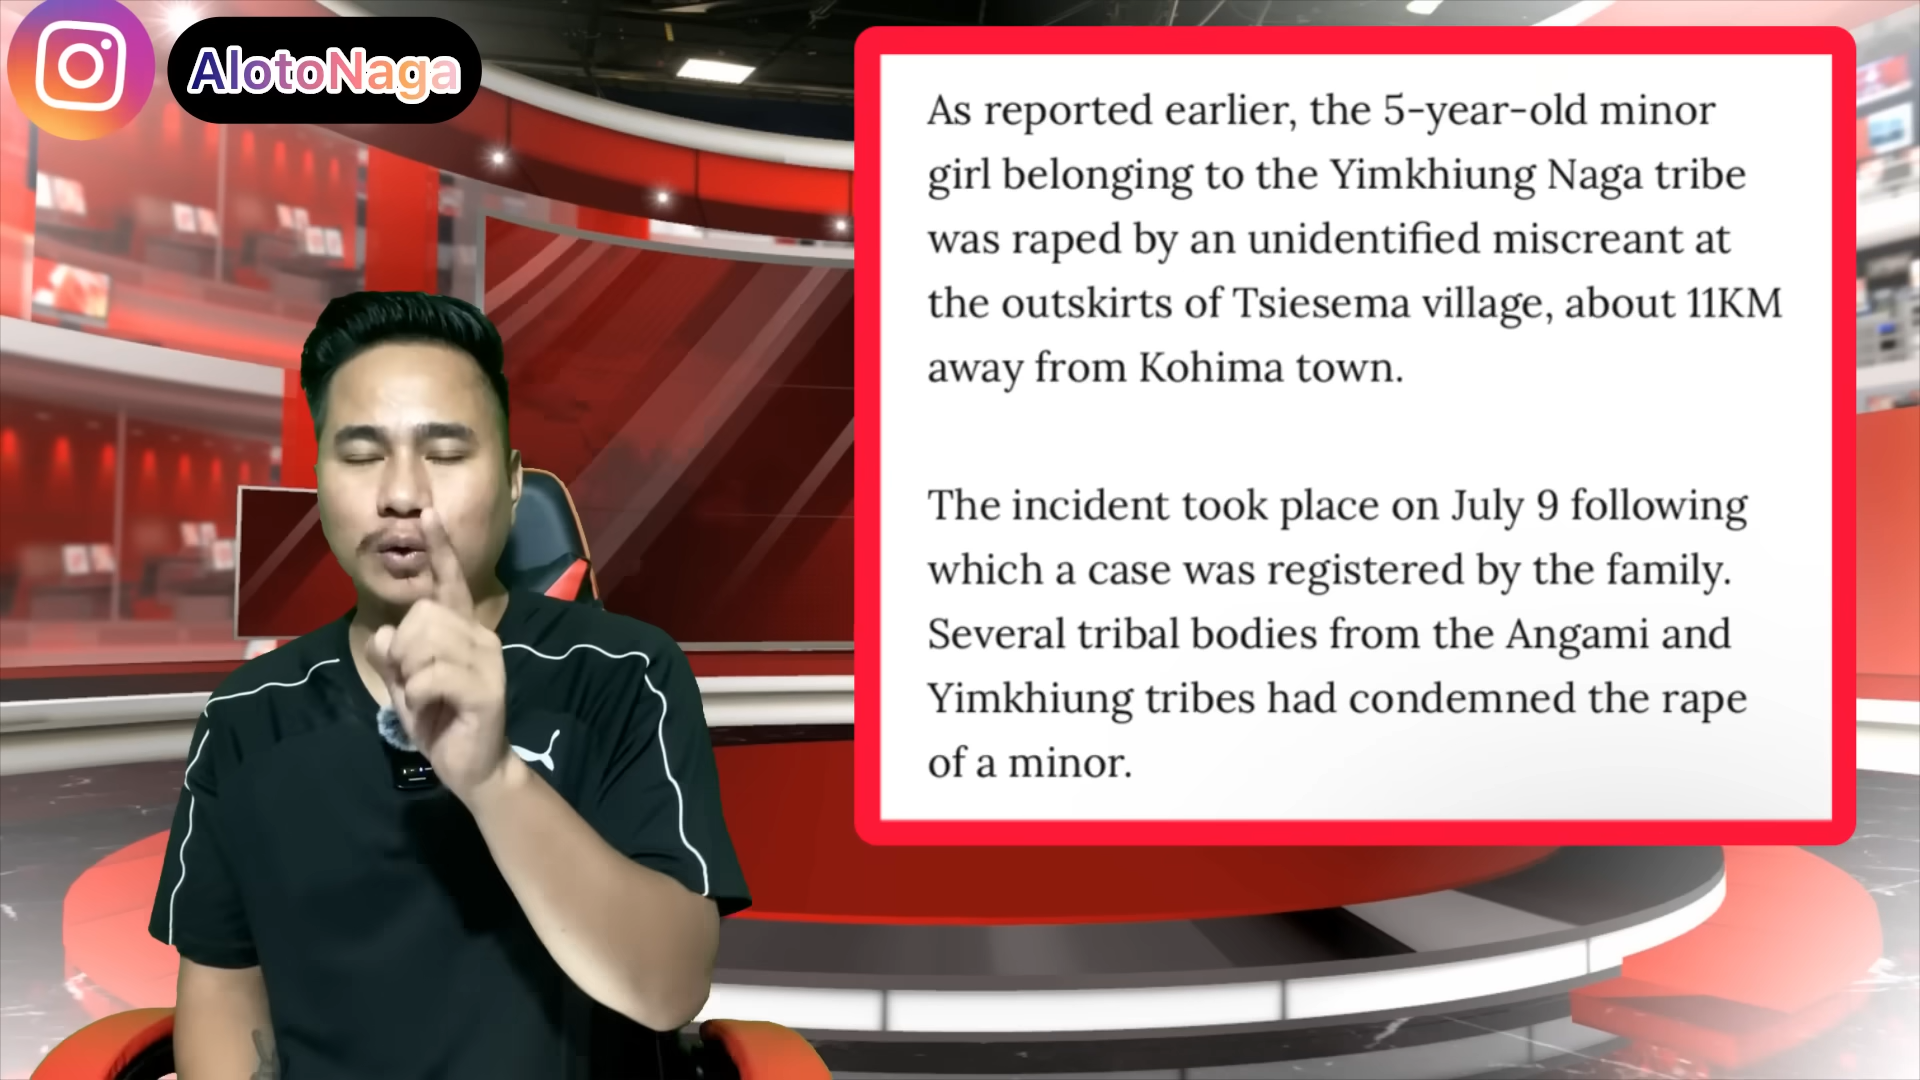 AlotoNaga
As reported earlier, the 5-year-old minor
girl belonging to the Yimkhiung Naga tribe
was raped by an unidentified miscreant at
the outskirts of Tsiesema village, about 11KM
away from Kohima town.
The incident took place on July 9 following
which a case was registered by the family.
Several tribal bodies from the Angami and
Yimkhiung tribes had condemned the rape
of a minor.